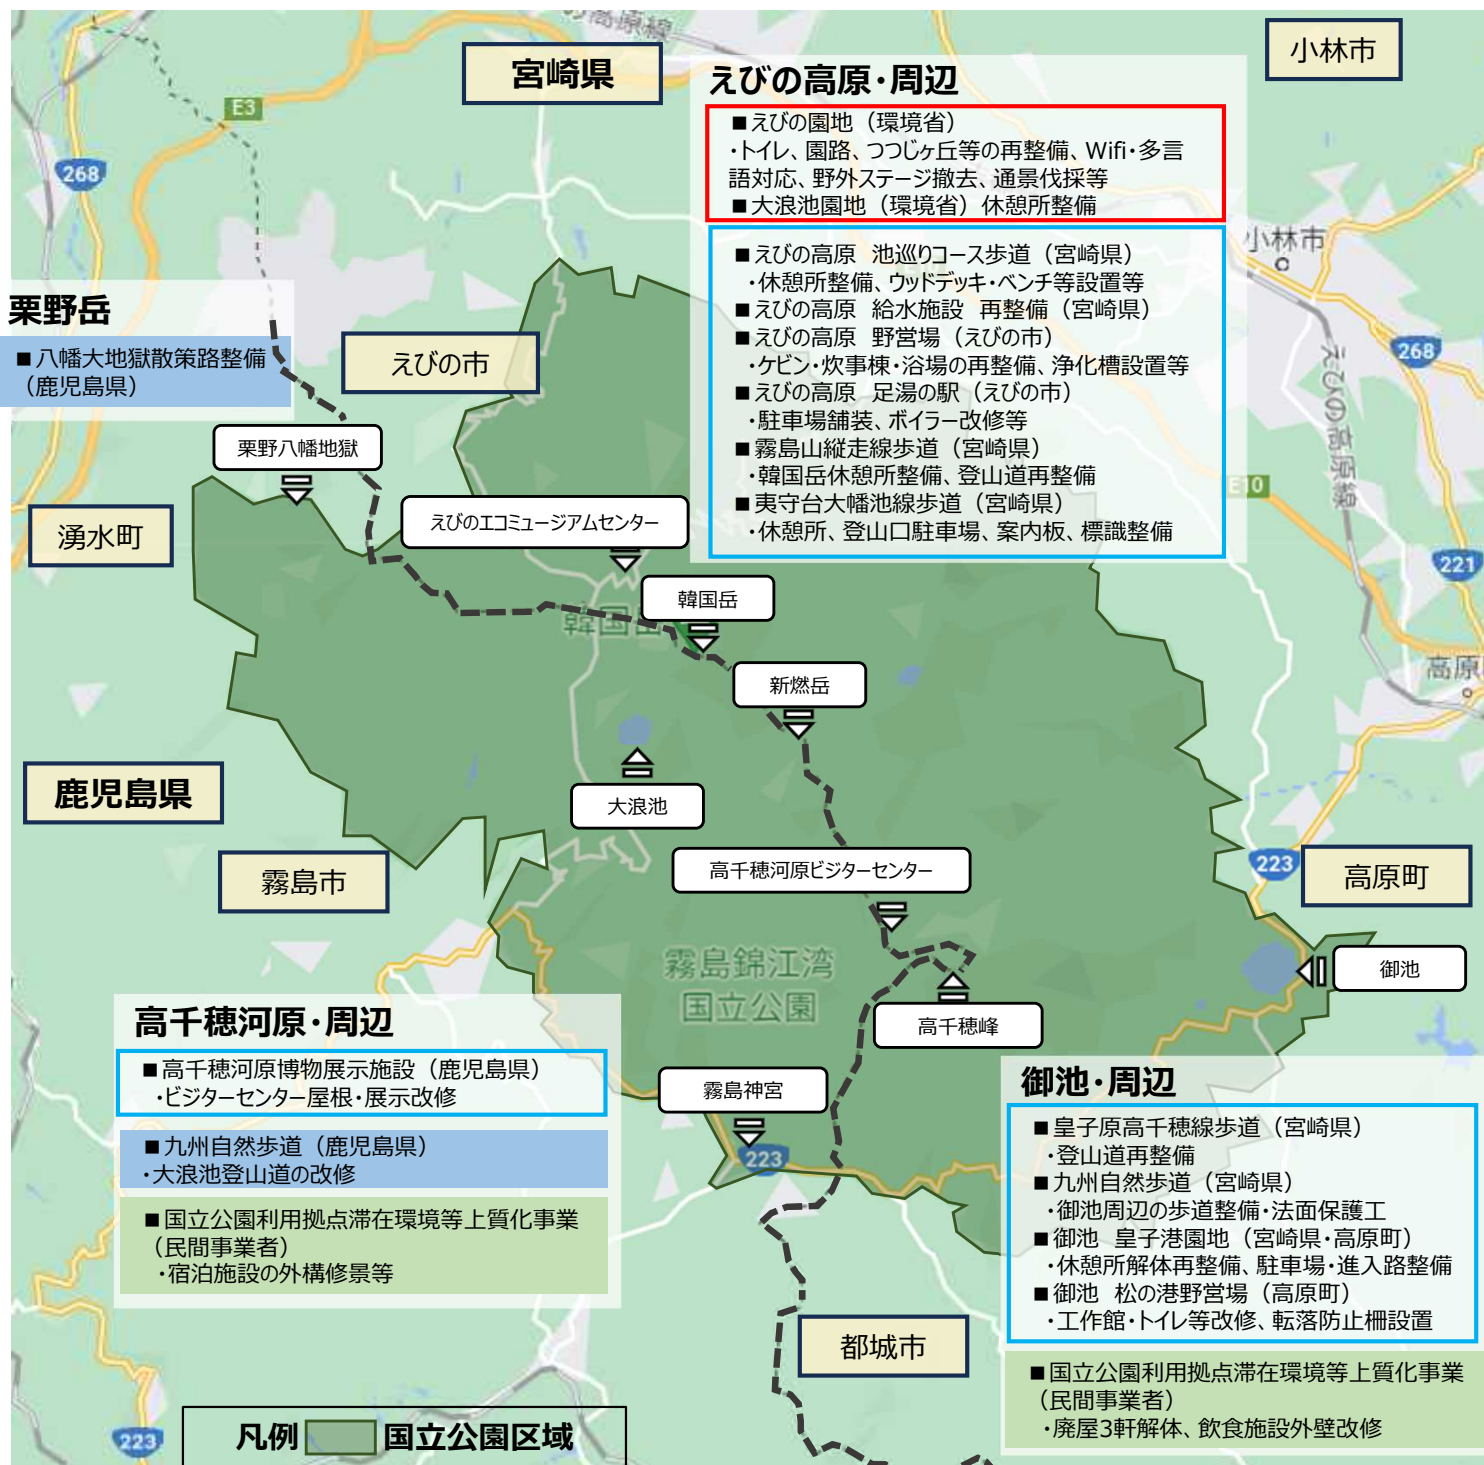 宮崎県
小林市
えびの高原・周辺
■えびの園地（環境省）
・トイレ、園路、つつじヶ丘等の再整備、Wifi・多言
語対応、野外ステージ撤去、通景伐採等
■大浪池園地（環境省）休憩所整備
■えびの高原 池巡りコース歩道（宮崎県）
・休憩所整備、ウッドデッキ・ベンチ等設置等
■えびの高原 給水施設 再整備（宮崎県）
■えびの高原 野営場（えびの市）
・ケビン・炊事棟・浴場の再整備、浄化槽設置等
■えびの高原 足湯の駅（えびの市）
・駐車場舗装、ボイラー改修等
■霧島山縦走線歩道（宮崎県）
・韓国岳休憩所整備、登山道再整備
■夷守台大幡池線歩道（宮崎県）
・休憩所、登山口駐車場、案内板、標識整備
E3
268
小林市
えびの高原線
268
E10
221
高原
栗野岳
■八幡大地獄散策路整備
（鹿児島県）
えびの市
栗野八幡地獄
えびのエコミュージアムセンター
湧水町
韓国岳
韓国岳
新燃岳
大浪池
鹿児島県
霧島市
高千穂河原ビジターセンター
223
高原町
霧島錦江湾
国立公園
御池
高千穂峰
霧島神宮
223
高千穂河原・周辺
■高千穂河原博物展示施設（鹿児島県）
・ビジターセンター屋根・展示改修
■九州自然歩道（鹿児島県）
・大浪池登山道の改修
■国立公園利用拠点滞在環境等上質化事業
（民間事業者）
・宿泊施設の外構修景等
御池・周辺
■皇子原高千穂線歩道（宮崎県）
・登山道再整備
■九州自然歩道（宮崎県）
・御池周辺の歩道整備・法面保護工
■御池 皇子港園地（宮崎県・高原町）
・休憩所解体再整備、駐車場・進入路整備
■御池 松の港野営場（高原町）
・工作館・トイレ等改修、転落防止柵設置
■国立公園利用拠点滞在環境等上質化事業
（民間事業者）
・廃屋3軒解体、飲食施設外壁改修
都城市
223
凡例 国立公園区域